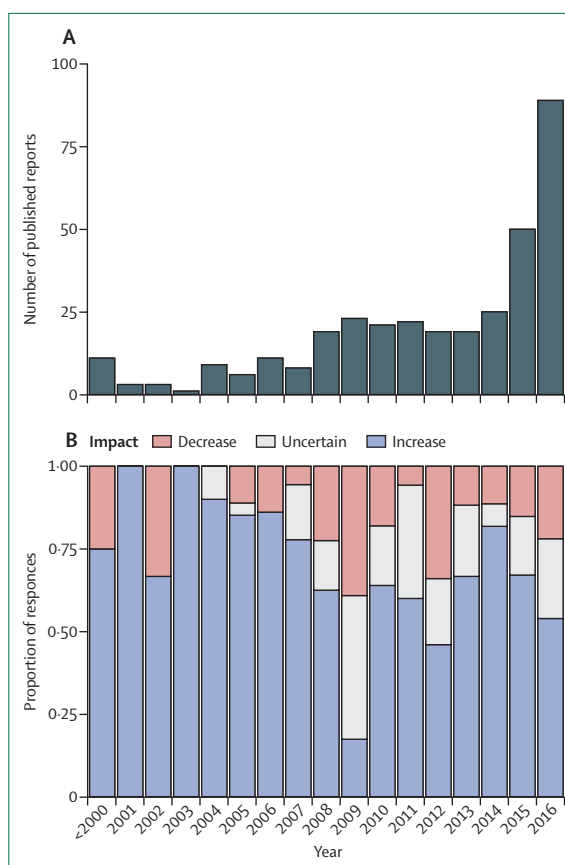 A
100
75
50
25
0
Number of published reports
B Impact Decrease Uncertain Increase
1·00
0·75
0·50
0·25
0
Proportion of responces
<2000 2001 2002 2003 2004 2005 2006 2007 2008 2009 2010 2011 2012 2013 2014 2015 2016
Year